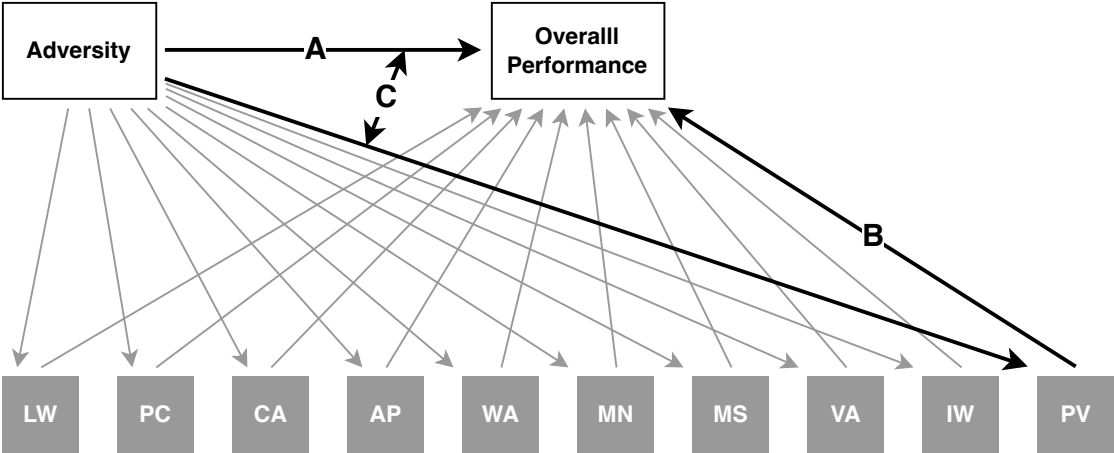 Adversity
A
Overalll
Performance
C
B
LW
PC
CA
AP
WA
MN
MS
VA
IW
PV